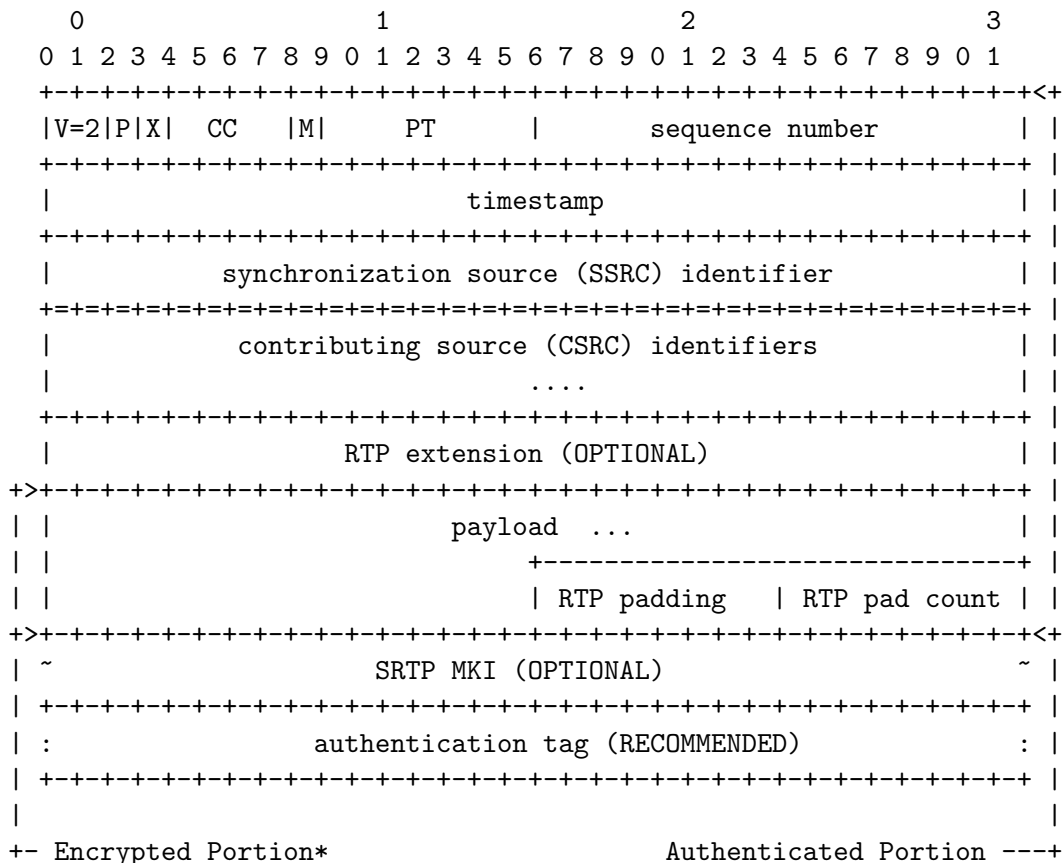 0                   1                   2                   3
0 1 2 3 4 5 6 7 8 9 0 1 2 3 4 5 6 7 8 9 0 1 2 3 4 5 6 7 8 9 0 1
+-+-+-+-+-+-+-+-+-+-+-+-+-+-+-+-+-+-+-+-+-+-+-+-+-+-+-+-+-+-+-+-+<+
|V=2|P|X|  CC   |M|     PT      |       sequence number         | |
+-+-+-+-+-+-+-+-+-+-+-+-+-+-+-+-+-+-+-+-+-+-+-+-+-+-+-+-+-+-+-+-+ |
|                           timestamp                           | |
+-+-+-+-+-+-+-+-+-+-+-+-+-+-+-+-+-+-+-+-+-+-+-+-+-+-+-+-+-+-+-+-+ |
|           synchronization source (SSRC) identifier            | |
+=+=+=+=+=+=+=+=+=+=+=+=+=+=+=+=+=+=+=+=+=+=+=+=+=+=+=+=+=+=+=+=+ |
|            contributing source (CSRC) identifiers             | |
|                               ....                            | |
+-+-+-+-+-+-+-+-+-+-+-+-+-+-+-+-+-+-+-+-+-+-+-+-+-+-+-+-+-+-+-+-+ |
|                   RTP extension (OPTIONAL)                    | |
+>+-+-+-+-+-+-+-+-+-+-+-+-+-+-+-+-+-+-+-+-+-+-+-+-+-+-+-+-+-+-+-+-+ |
| |                          payload  ...                         | |
| |                               +-------------------------------+ |
| |                               | RTP padding   | RTP pad count | |
+>+-+-+-+-+-+-+-+-+-+-+-+-+-+-+-+-+-+-+-+-+-+-+-+-+-+-+-+-+-+-+-+-+<+
| ~                     SRTP MKI (OPTIONAL)                       ~ |
| +-+-+-+-+-+-+-+-+-+-+-+-+-+-+-+-+-+-+-+-+-+-+-+-+-+-+-+-+-+-+-+-+ |
| :                 authentication tag (RECOMMENDED)              : |
| +-+-+-+-+-+-+-+-+-+-+-+-+-+-+-+-+-+-+-+-+-+-+-+-+-+-+-+-+-+-+-+-+ |
|                                                                   |
+- Encrypted Portion*                      Authenticated Portion ---+